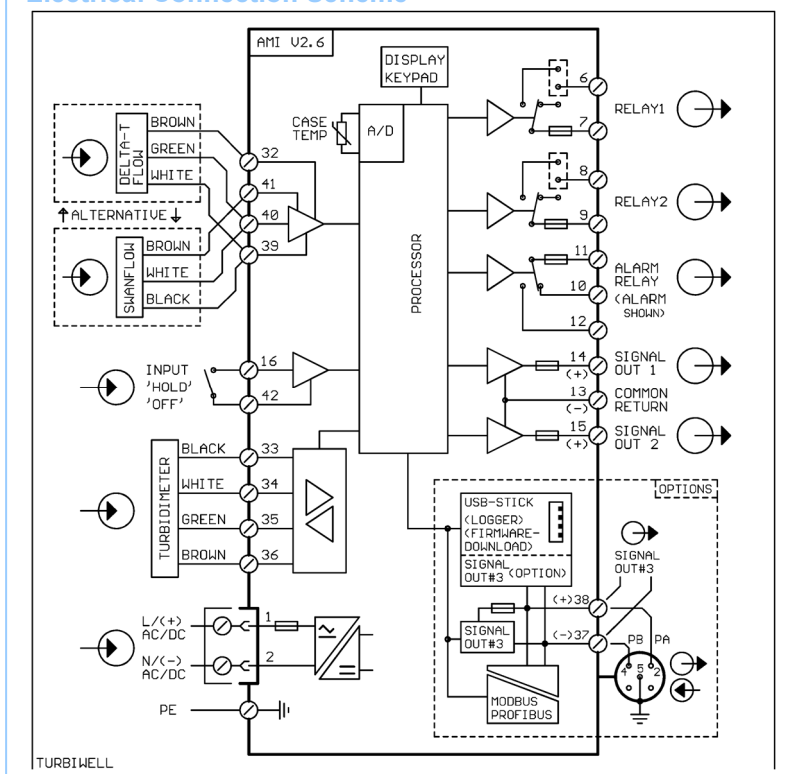 AMI V2.6
DISPLAY
KEYPAD
CASE
TEMP
A/D
PROCESSOR
DELTA-T
FLOW
BROWN
GREEN
WHITE
32
41
40
39
ALTERNATIVE
SWANFLOW
BROWN
WHITE
BLACK
INPUT
'HOLD'
'OFF'
16
42
TURBIDIMETER
BLACK
WHITE
GREEN
BROWN
33
34
35
36
L/(+)
AC/DC
N/(-)
AC/DC
1
2
PE
6
7
RELAY1
8
9
RELAY2
11
10
12
ALARM
RELAY
(ALARM
SHOWN)
14
(+)
SIGNAL
OUT 1
13
(-)
COMMON
RETURN
15
(+)
SIGNAL
OUT 2
OPTIONS
USB-STICK
(LOGGER)
(FIRMWARE-
DOWNLOAD)
SIGNAL
OUT#3 (OPTION)
SIGNAL
OUT#3
(+)38
(-)37
SIGNAL
OUT#3
PB PA
4 5 2
MODBUS
PROFIBUS
TURBIWELL